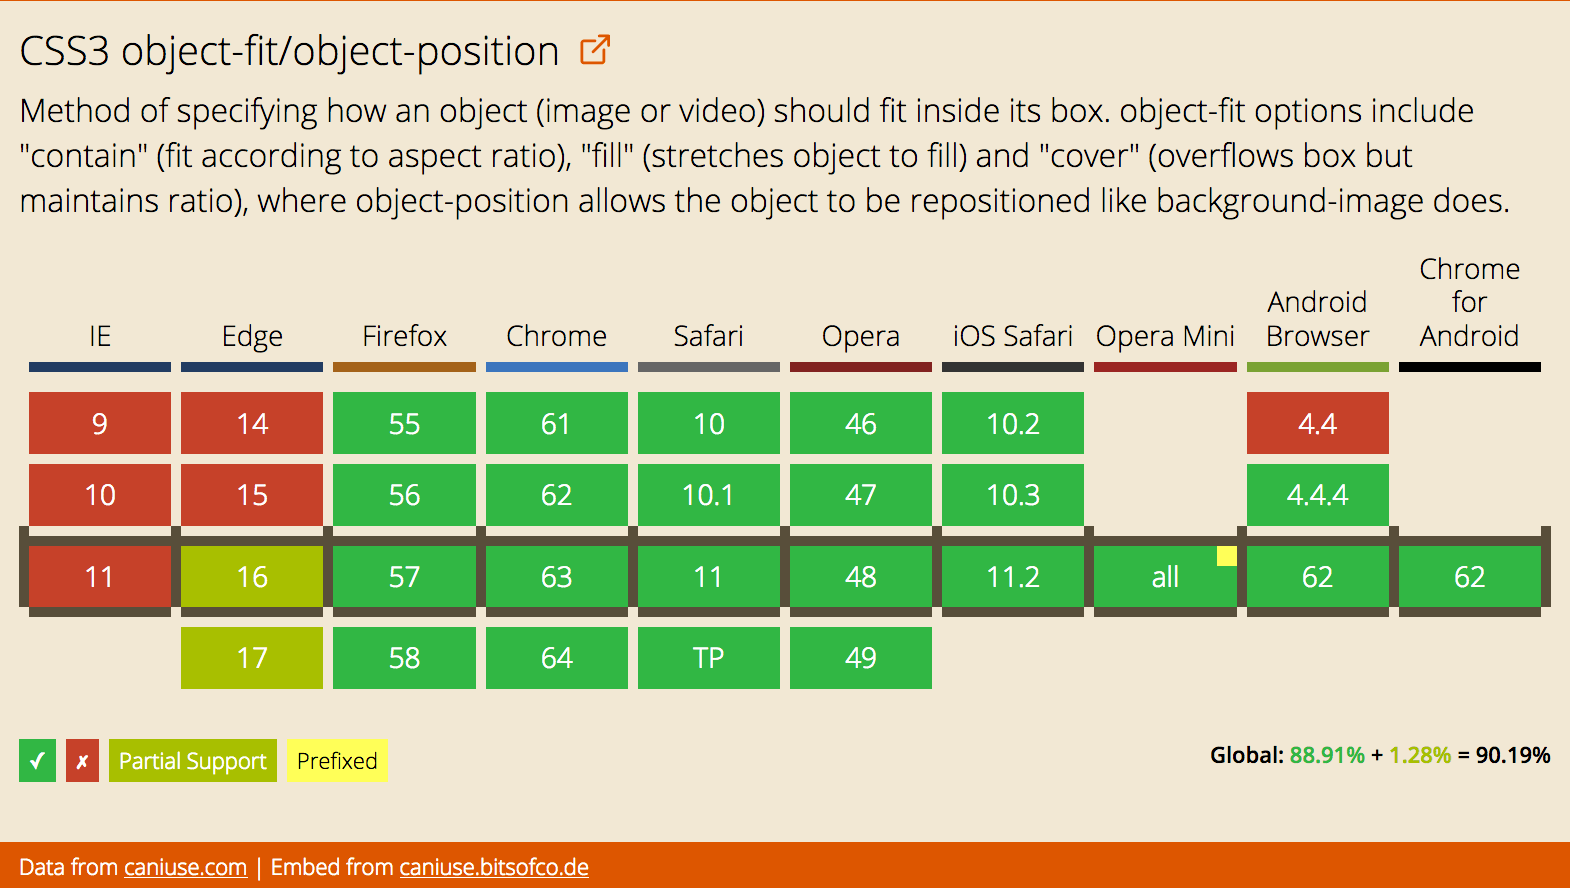 CSS3 object-fit/object-position
Method of specifying how an object (image or video) should fit inside its box. object-fit options include
"contain" (fit according to aspect ratio), "fill" (stretches object to fill) and "cover" (overflows box but
maintains ratio), where object-position allows the object to be repositioned like background-image does.
IE Edge Firefox Chrome Safari Opera iOS Safari Opera Mini Android Browser Chrome for Android
9 14 55 61 10 46 10.2 4.4
10 15 56 62 10.1 47 10.3 4.4.4
11 16 57 63 11 48 11.2 all 62 62
17 58 64 TP 49
✓ ✗ Partial Support Prefixed
Global: 88.91% + 1.28% = 90.19%
Data from caniuse.com | Embed from caniuse.bitsofco.de